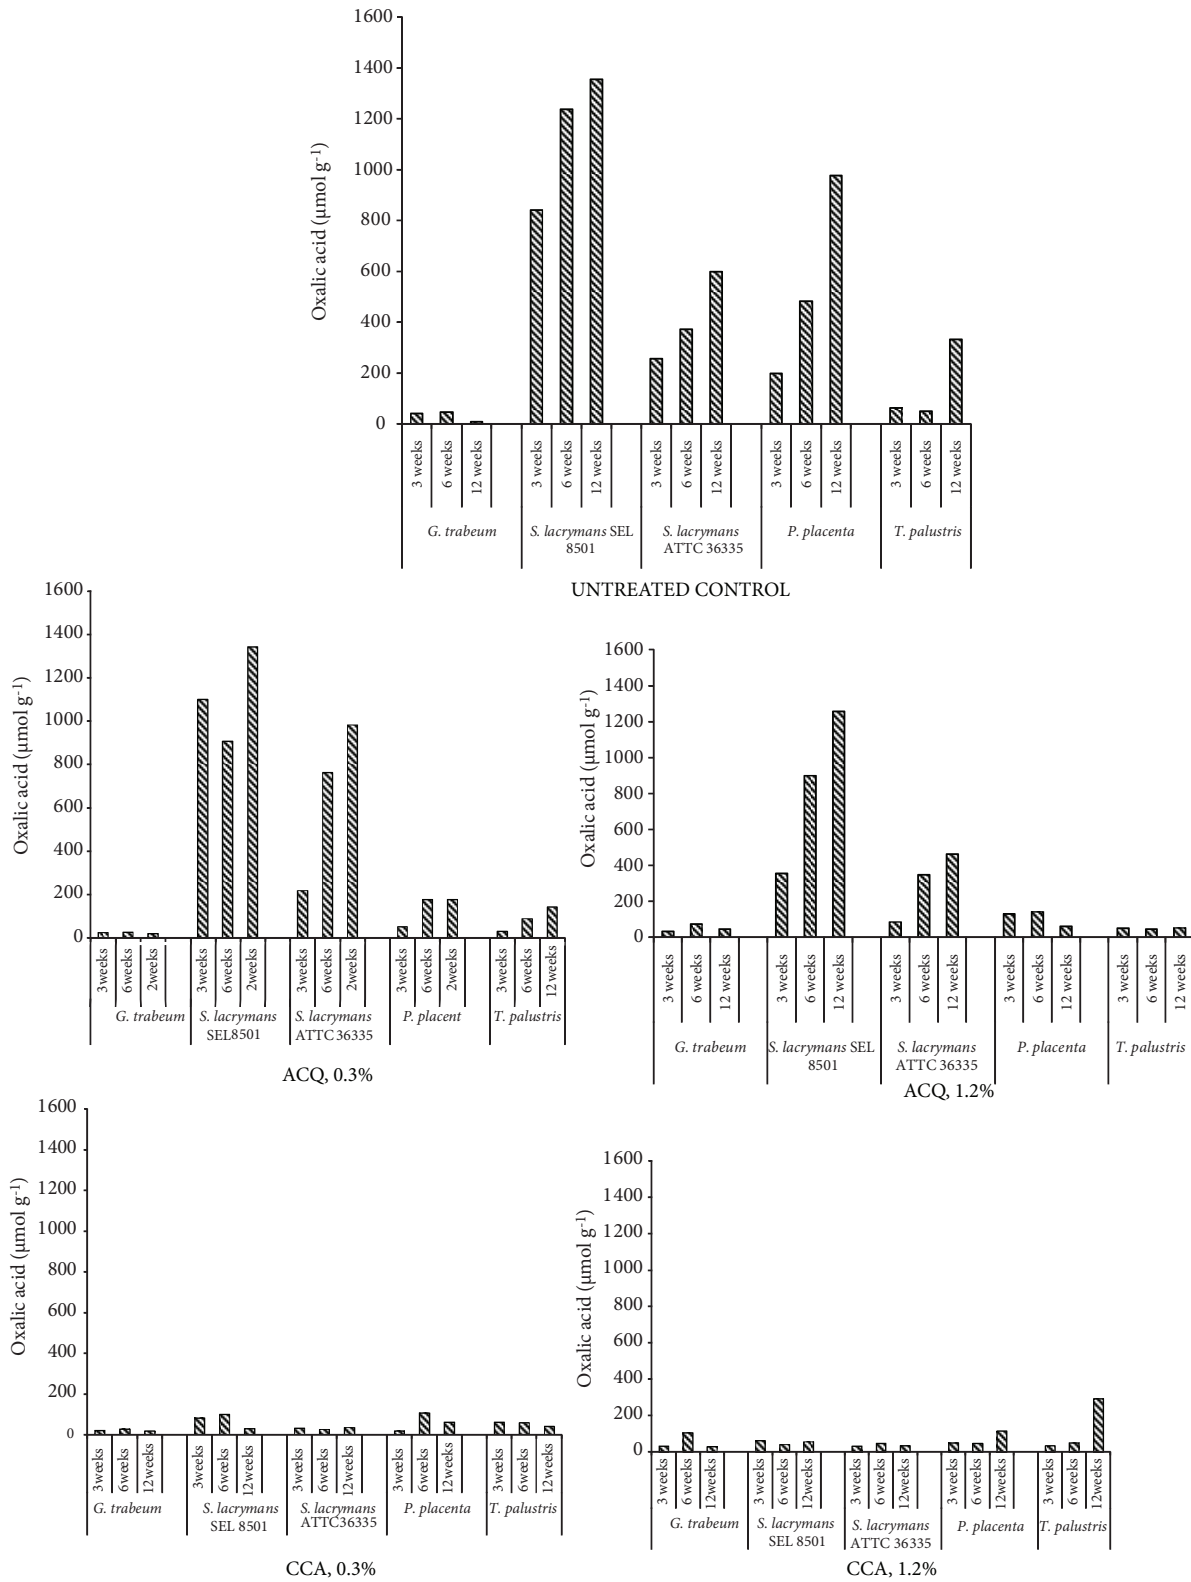 1600
1400
1200
1000
800
600
400
200
0
Oxalic acid (µmol g-1)
3 weeks
6 weeks
12 weeks
3 weeks
6 weeks
12 weeks
3 weeks
6 weeks
12 weeks
3 weeks
6 weeks
12 weeks
3 weeks
6 weeks
12 weeks
G. trabeum
S. lacrymans SEL
8501
S. lacrymans
ATTC 36335
P. placenta
T. palustris
UNTREATED CONTROL
1600
1400
1200
1000
800
600
400
200
0
Oxalic acid (µmol g-1)
3weeks
6weeks
2weeks
3weeks
6weeks
2weeks
3weeks
6weeks
2weeks
3weeks
6weeks
2weeks
3weeks
6weeks
12 weeks
G. trabeum
S. lacrymans
SEL8501
S. lacrymans
ATTC 36335
P. placent
T. palustris
ACQ, 0.3%
1600
1400
1200
1000
800
600
400
200
0
Oxalic acid (µmol g-1)
3 weeks
6 weeks
12 weeks
3 weeks
6 weeks
12 weeks
3 weeks
6 weeks
12 weeks
3 weeks
6 weeks
12 weeks
3 weeks
6 weeks
12 weeks
G. trabeum
S. lacrymans SEL
8501
S. lacrymans
ATTC 36335
P. placenta
T. palustris
ACQ, 1.2%
1600
1400
1200
1000
800
600
400
200
0
Oxalic acid (µmol g-1)
3weeks
6weeks
12weeks
3weeks
6weeks
12weeks
3weeks
6weeks
12weeks
3weeks
6weeks
12weeks
3weeks
6weeks
12weeks
G. trabeum
S. lacrymans
SEL 8501
S. lacrymans
ATTC36335
P. placenta
T. palustris
CCA, 0.3%
1600
1400
1200
1000
800
600
400
200
0
Oxalic acid (µmol g-1)
3 weeks
6 weeks
12weeks
3 weeks
6 weeks
12weeks
3 weeks
6 weeks
12weeks
3 weeks
6 weeks
12weeks
3 weeks
6 weeks
12weeks
G. trabeum
S. lacrymans
SEL 8501
S. lacrymans
ATTC 36335
P. placenta
T. palustris
CCA, 1.2%